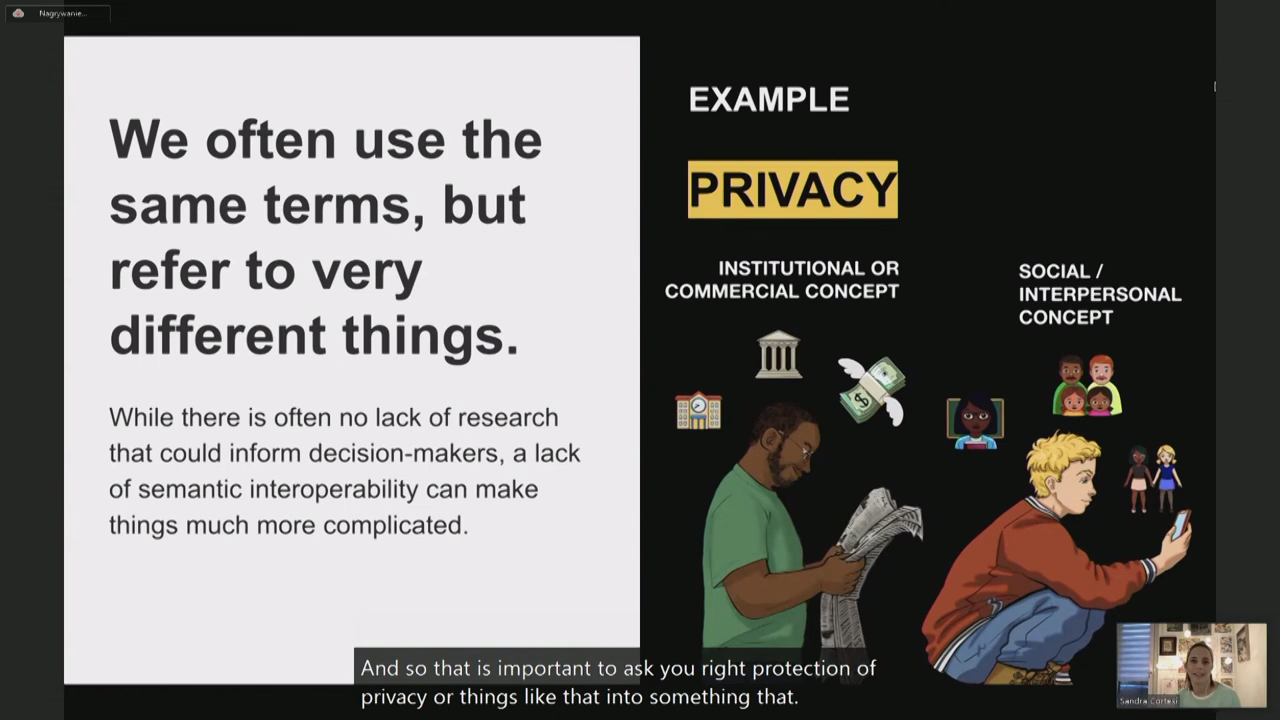 Nagrywanie...
We often use the
same terms, but
refer to very
different things.
While there is often no lack of research
that could inform decision-makers, a lack
of semantic interoperability can make
things much more complicated.
EXAMPLE
PRIVACY
INSTITUTIONAL OR
COMMERCIAL CONCEPT
SOCIAL /
INTERPERSONAL
CONCEPT
And so that is important to ask you right protection of
privacy or things like that into something that.
Sandra Cortesi